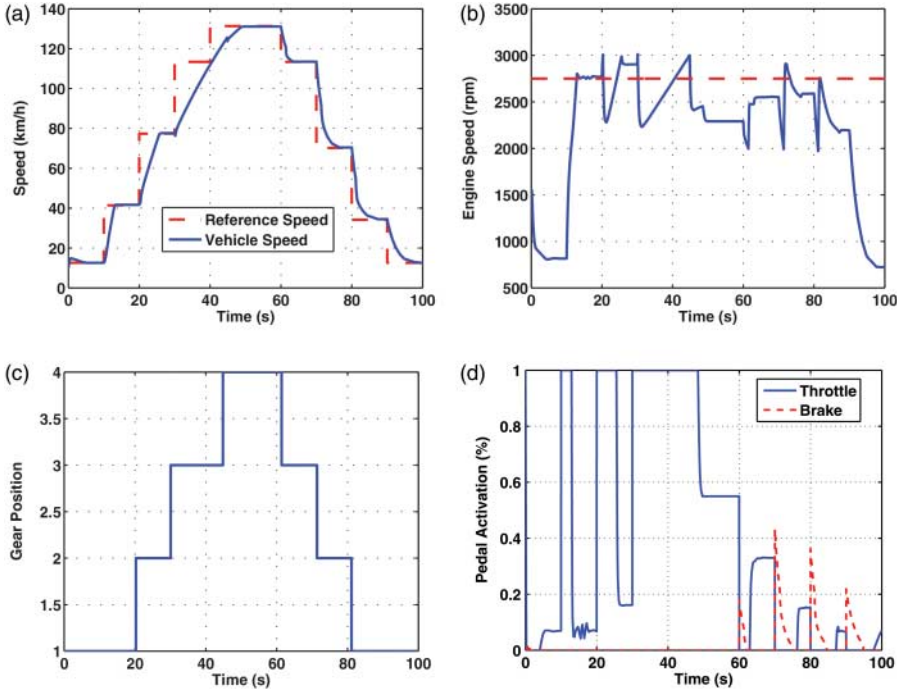 (a)
140
120
100
80
60
40
20
0
Speed (km/h)
Reference Speed
Vehicle Speed
0 20 40 60 80 100
Time (s)
(b)
3500
3000
2500
2000
1500
1000
500
Engine Speed (rpm)
0 20 40 60 80 100
Time (s)
(c)
4
3.5
3
2.5
2
1.5
1
Gear Position
0 20 40 60 80 100
Time (s)
(d)
1
0.8
0.6
0.4
0.2
0
Pedal Activation (%)
Throttle
Brake
0 20 40 60 80 100
Time (s)